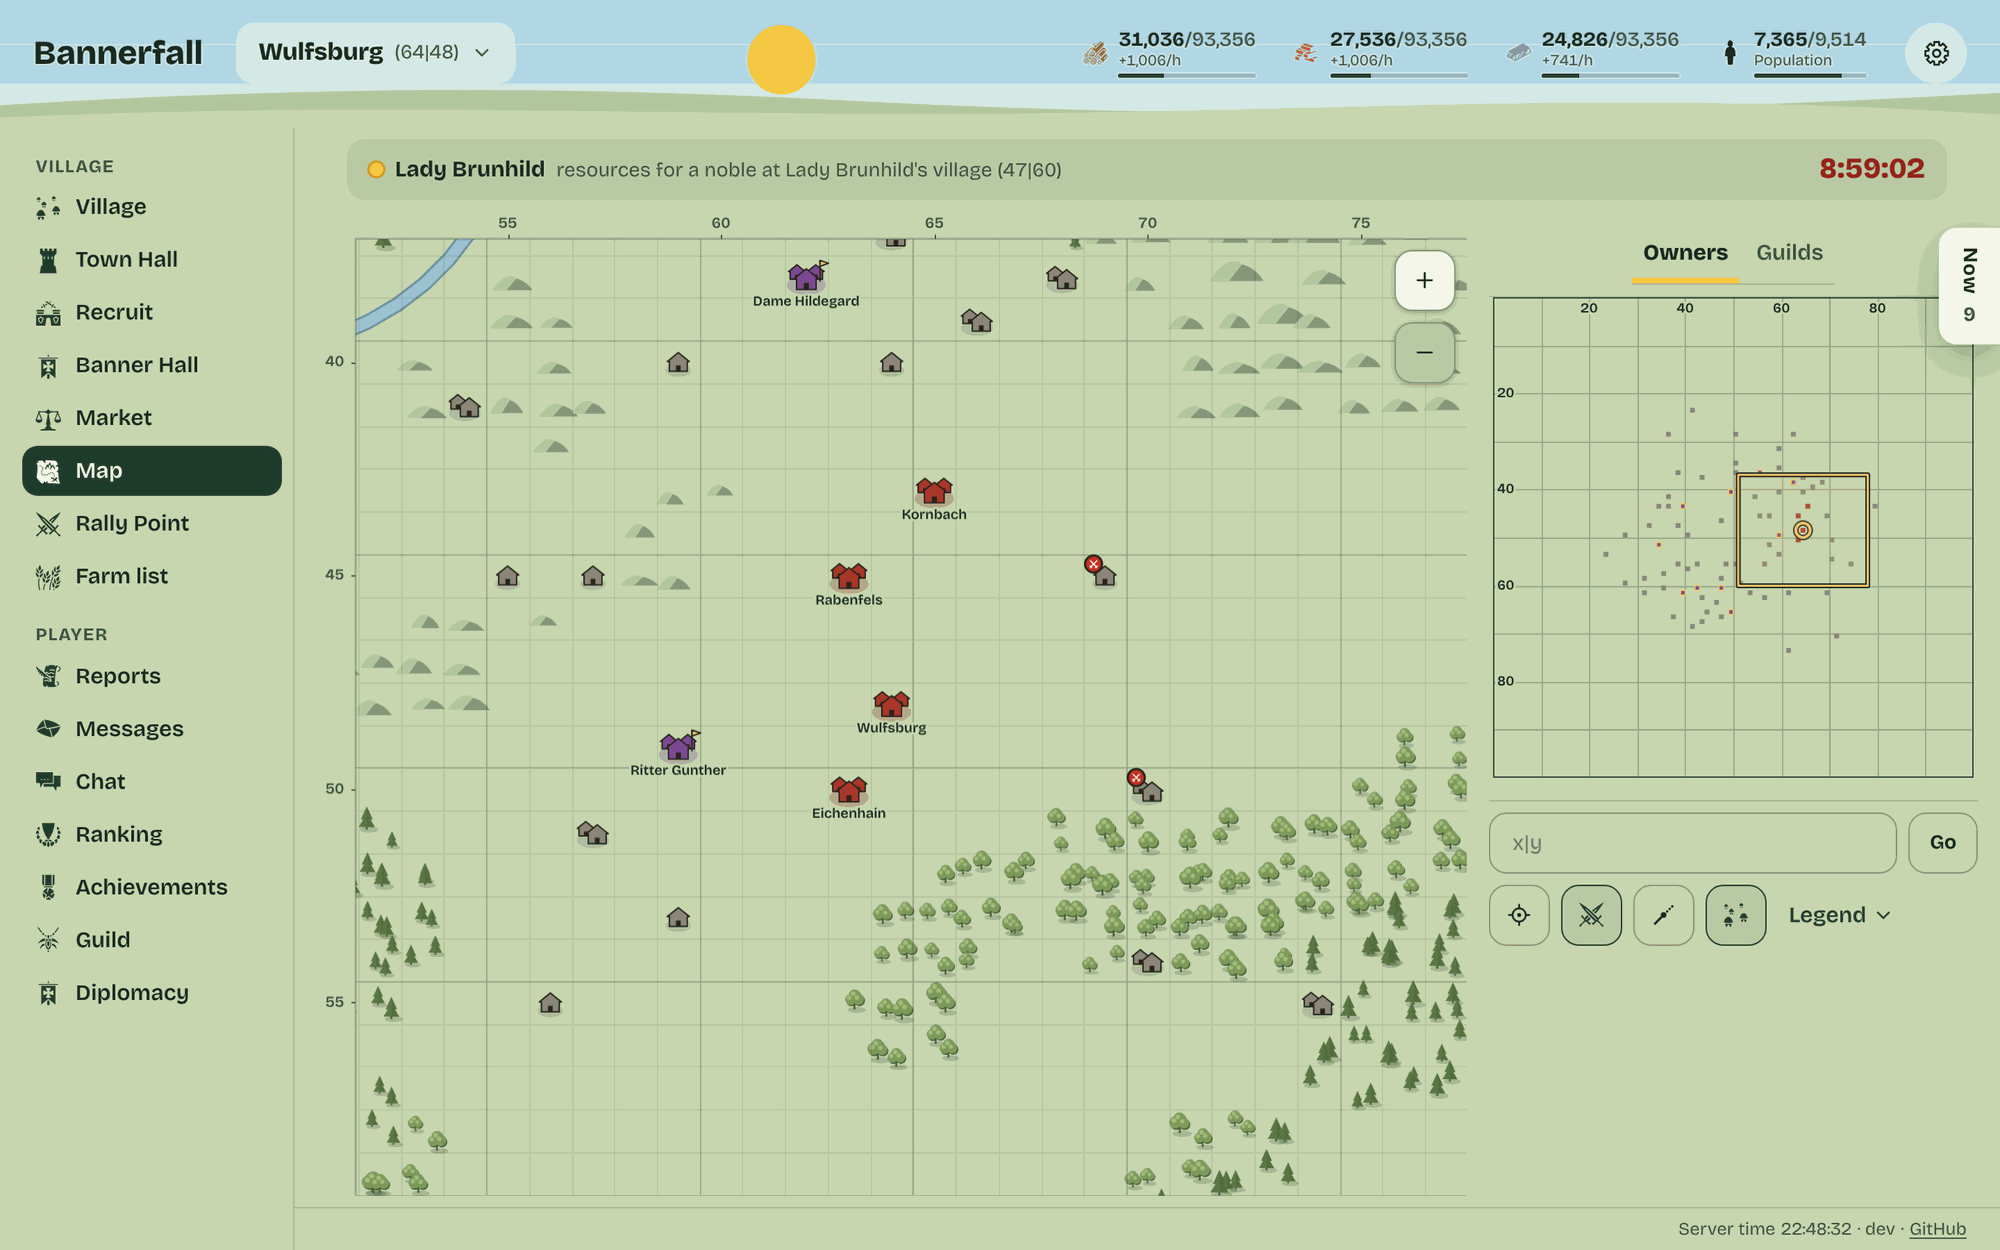 Bannerfall
Wulfsburg (64|48)
31,036/93,356
+1,006/h
27,536/93,356
+1,006/h
24,826/93,356
+741/h
7,365/9,514
Population
VILLAGE
Village
Town Hall
Recruit
Banner Hall
Market
Map
Rally Point
Farm list
PLAYER
Reports
Messages
Chat
Ranking
Achievements
Guild
Diplomacy
Lady Brunhild resources for a noble at Lady Brunhild's village (47|60)
8:59:02
55 60 65 70 75
40
45
50
55
Dame Hildegard
Kornbach
Rabenfels
Wulfsburg
Ritter Gunther
Eichenhain
+
−
Owners Guilds
Now 9
20 40 60 80
20
40
60
80
x|y
Go
Legend
Server time 22:48:32 · dev · GitHub